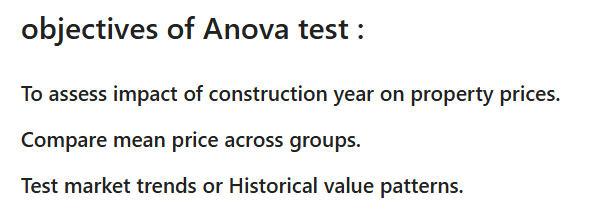 objectives of Anova test :
To assess impact of construction year on property prices.
Compare mean price across groups.
Test market trends or Historical value patterns.